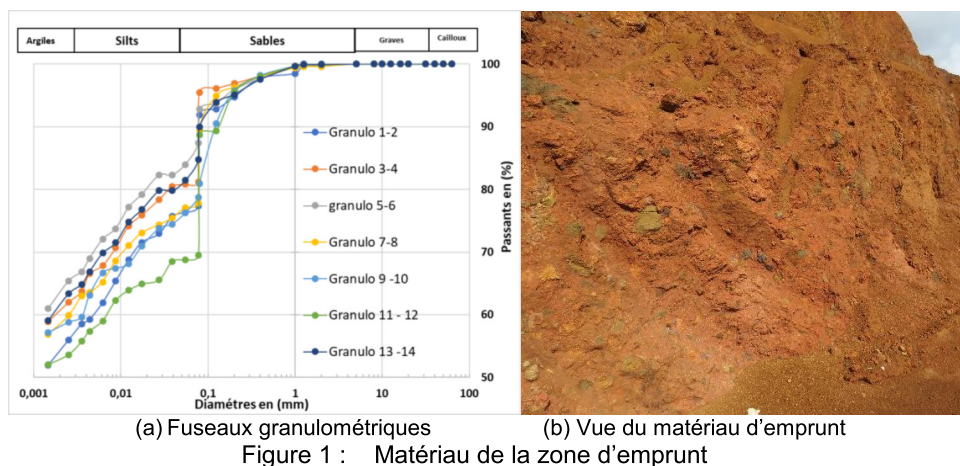 Argiles Silts Sables Graves Cailloux
100
90
80
70
60
50
Passants en (%)
Granulo 1-2
Granulo 3-4
granulo 5-6
Granulo 7-8
Granulo 9 -10
Granulo 11 - 12
Granulo 13 -14
0,001 0,01 0,1 1 10 100
Diamétres en (mm)
(a) Fuseaux granulométriques (b) Vue du matériau d’emprunt
Figure 1 : Matériau de la zone d’emprunt